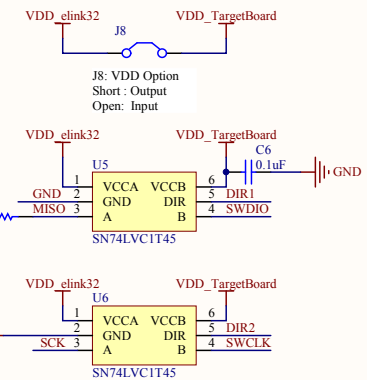 VDD_elink32 VDD_TargetBoard
J8
J8: VDD Option
Short : Output
Open: Input
VDD_elink32 VDD_TargetBoard
C6
U5 0.1uF
1 VCCA VCCB 6 GND
GND 2 GND DIR 5 DIR1
MISO 3 A B 4 SWDIO
SN74LVC1T45
VDD_elink32 VDD_TargetBoard
U6
1 VCCA VCCB 6
2 GND DIR 5 DIR2
SCK 3 A B 4 SWCLK
SN74LVC1T45